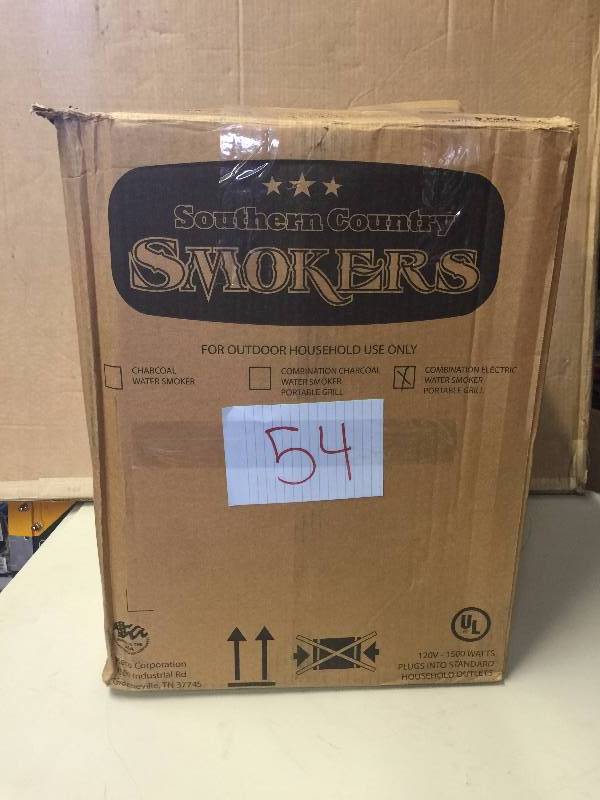 Southern Country
SMOKERS
FOR OUTDOOR HOUSEHOLD USE ONLY
CHARCOAL
WATER SMOKER
COMBINATION CHARCOAL
WATER SMOKER
PORTABLE GRILL
COMBINATION ELECTRIC
WATER SMOKER
PORTABLE GRILL
54
UL
120V - 1500 WATTS
PLUGS INTO STANDARD
HOUSEHOLD OUTLETS
Corporation
Industrial Rd
Greeneville, TN 37745